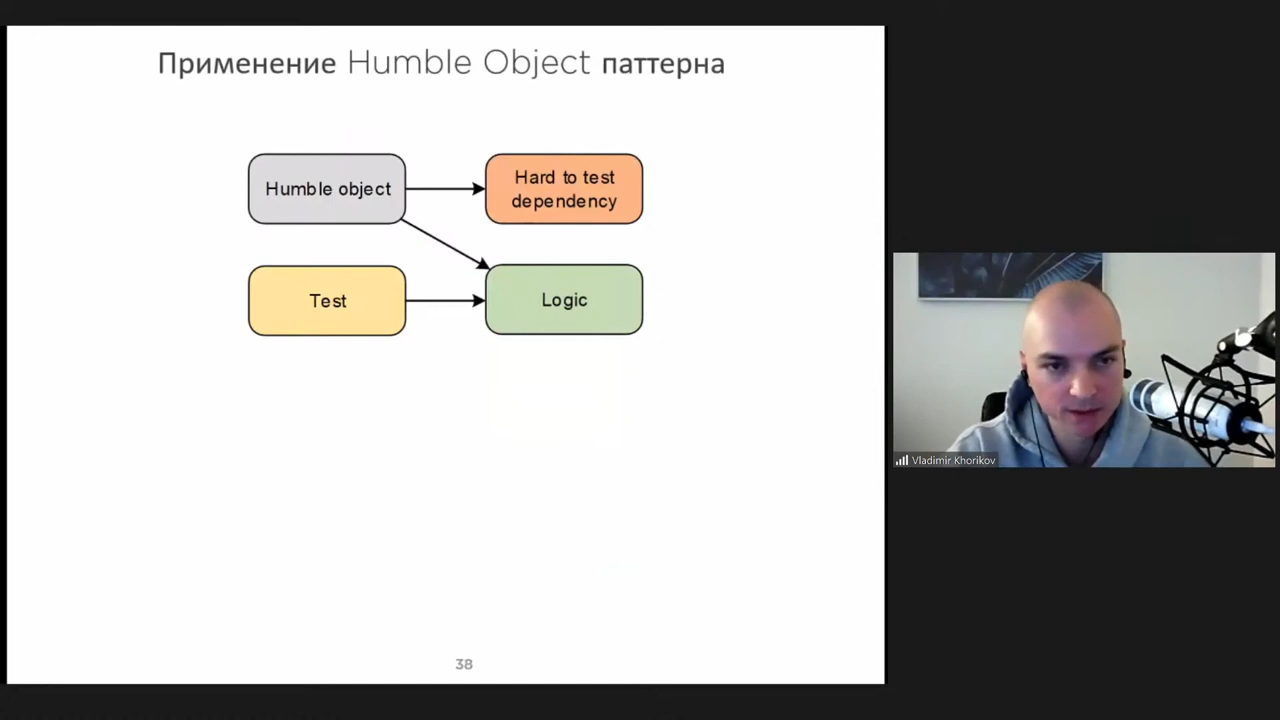 Применение Humble Object паттерна
Humble object
Hard to test
dependency
Test
Logic
38
Vladimir Khorikov